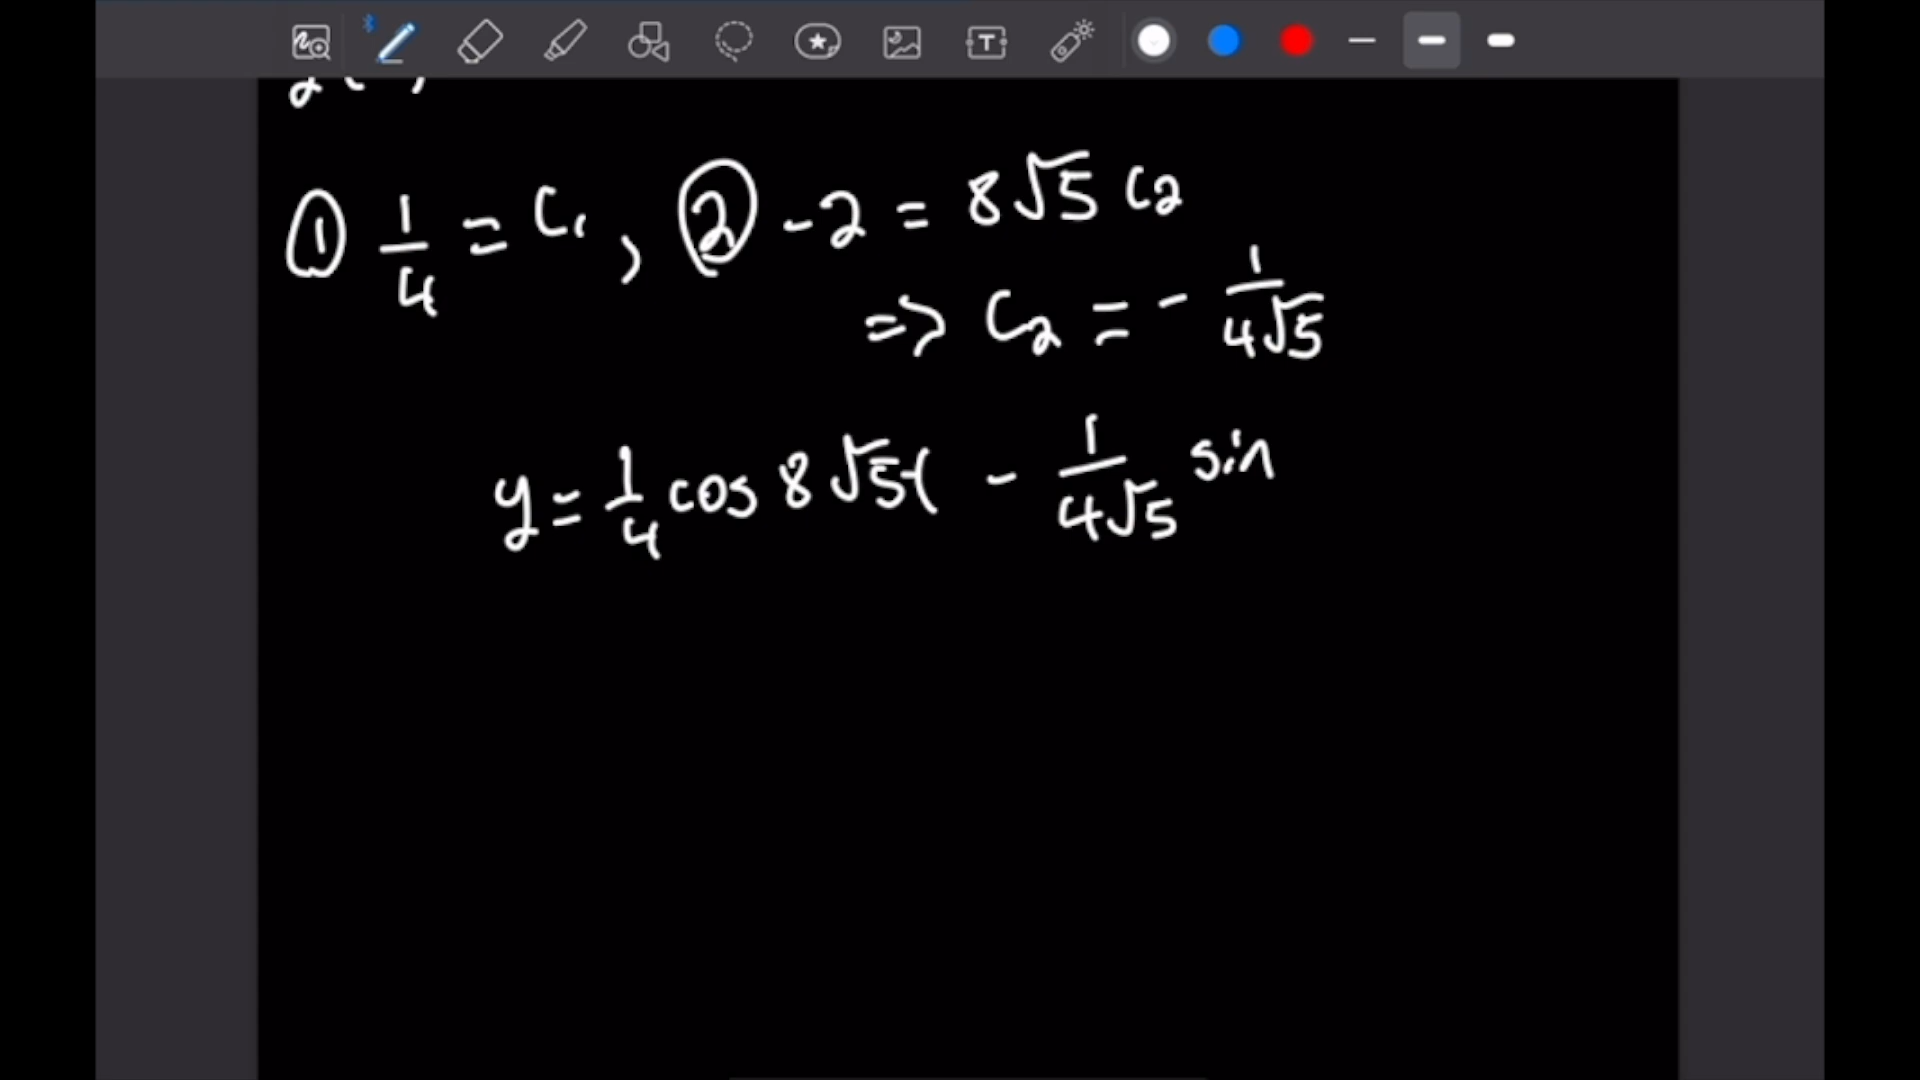 ① 1/4 = C₁ , ② -2 = 8√5 C₂
=> C₂ = - 1/4√5
y = 1/4 cos 8√5t - 1/4√5 sin